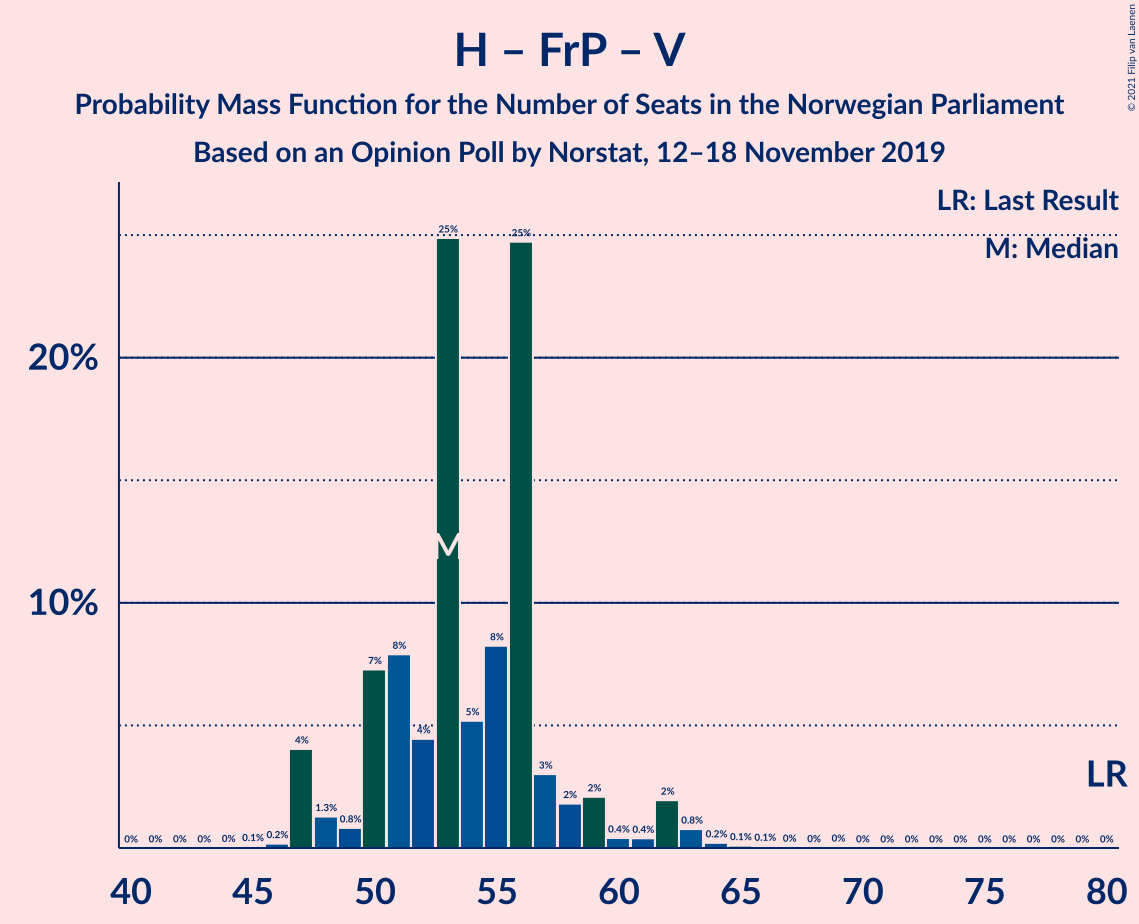 H – FrP – V
Probability Mass Function for the Number of Seats in the Norwegian Parliament
Based on an Opinion Poll by Norstat, 12–18 November 2019
© 2021 Filip van Laenen
LR: Last Result
M: Median
20%
10%
0% 0% 0% 0% 0% 0.1% 0.2% 4% 1.3% 0.8% 7% 8% 4% 25% 5% 8% 25% 3% 2% 2% 0.4% 0.4% 2% 0.8% 0.2% 0.1% 0.1% 0% 0% 0% 0% 0% 0% 0% 0% 0% 0% 0% 0% 0% 0%
M
LR
40 45 50 55 60 65 70 75 80